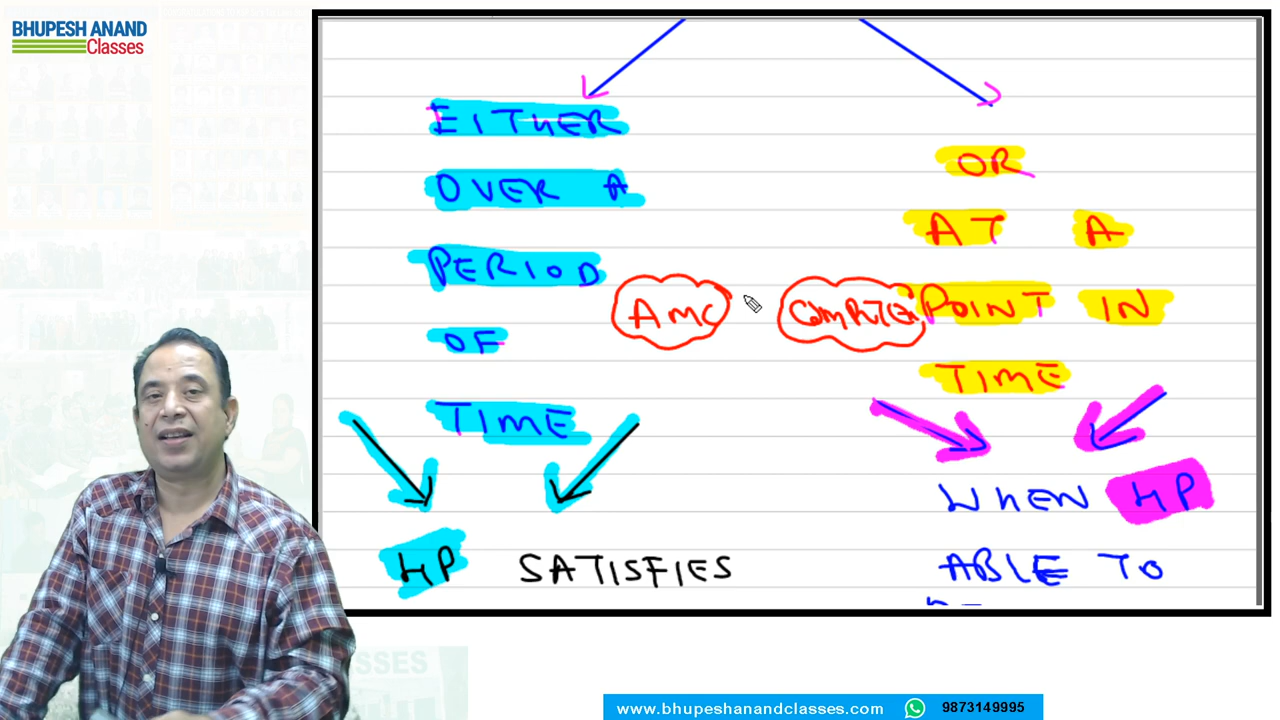 BHUPESH ANAND
Classes
EITHER
OVER A
PERIOD
OF
TIME
HP SATISFIES
AMC
COMPUTER
OR
AT A
POINT IN
TIME
WHEN HP
ABLE TO
www.bhupeshanandclasses.com
9873149995